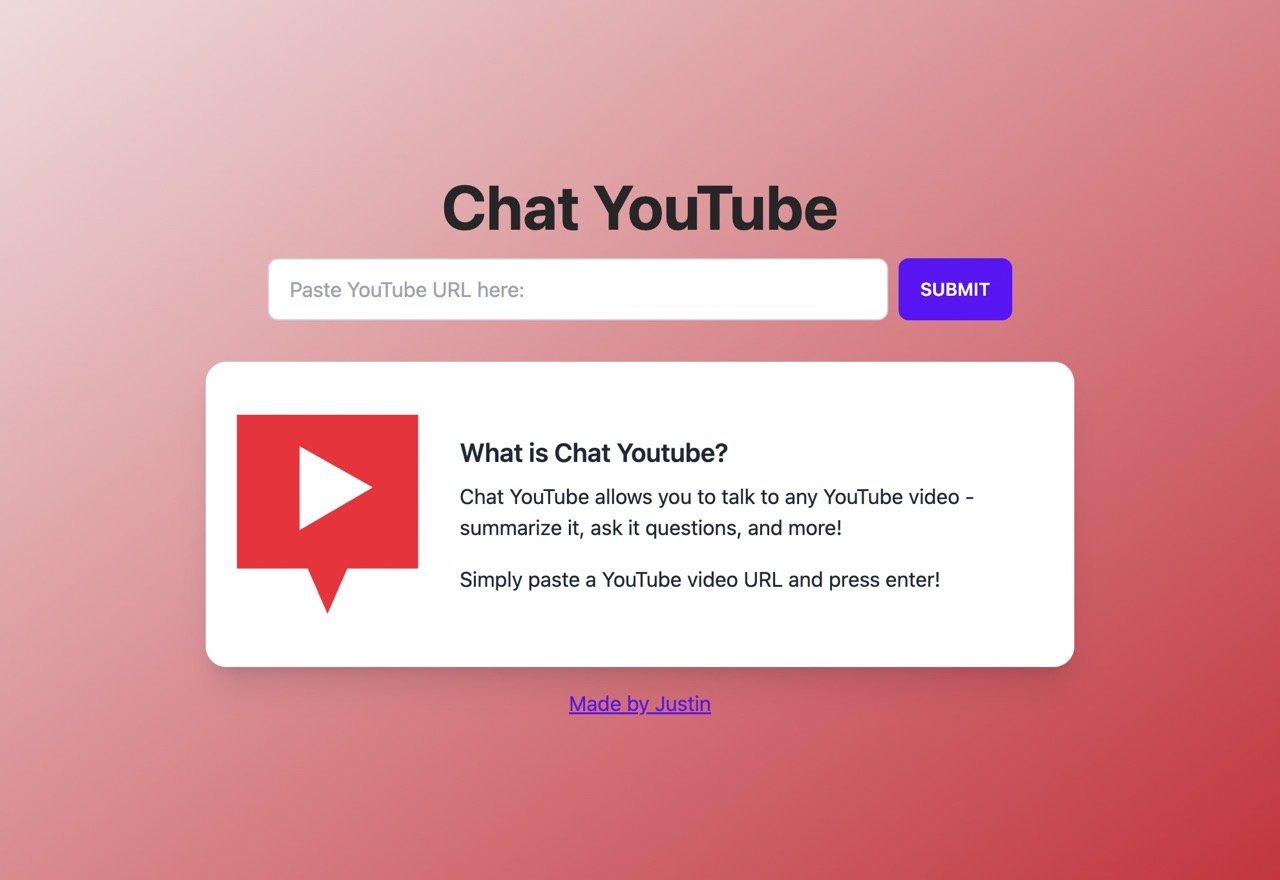 Chat YouTube
Paste YouTube URL here:
SUBMIT
What is Chat Youtube?
Chat YouTube allows you to talk to any YouTube video -
summarize it, ask it questions, and more!
Simply paste a YouTube video URL and press enter!
Made by Justin